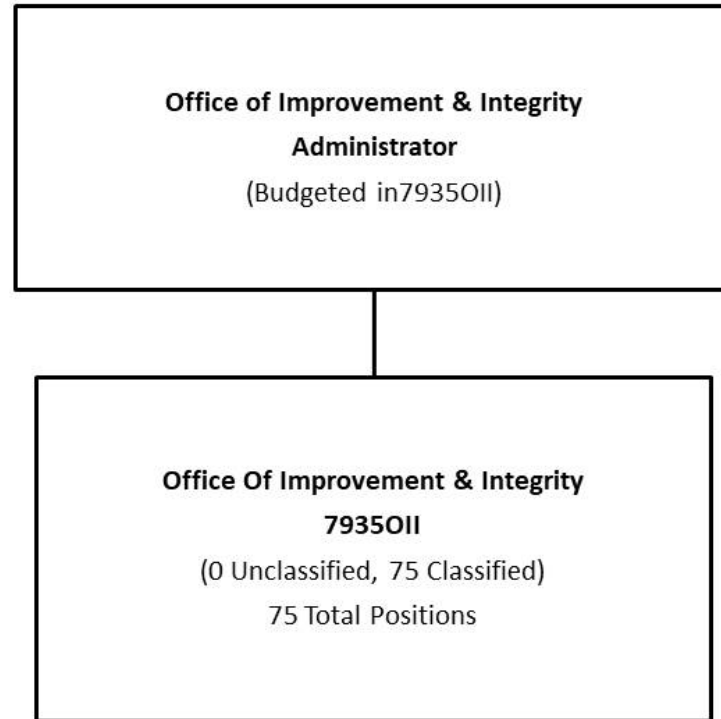 Office of Improvement & Integrity
Administrator
(Budgeted in7935OII)
Office Of Improvement & Integrity
7935OII
(0 Unclassified, 75 Classified)
75 Total Positions